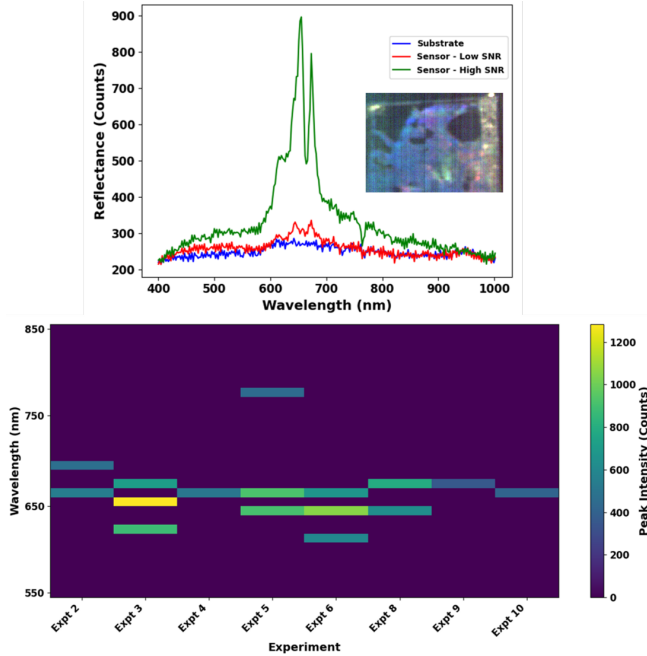 900
800
700
600
500
400
300
200
Reflectance (Counts)
Substrate
Sensor - Low SNR
Sensor - High SNR
400
500
600
700
800
900
1000
Wavelength (nm)
850
750
650
550
Wavelength (nm)
Expt 2
Expt 3
Expt 4
Expt 5
Expt 6
Expt 8
Expt 9
Expt 10
Experiment
1200
1000
800
600
400
200
0
Peak Intensity (Counts)